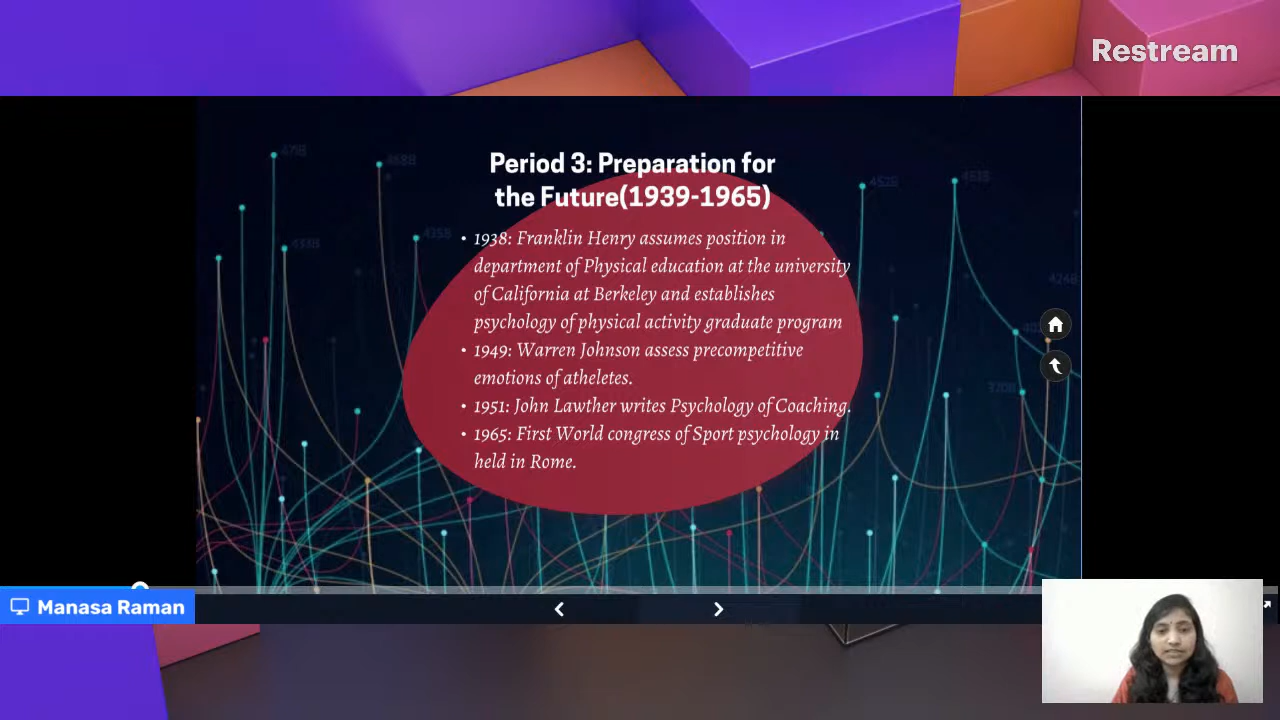 Restream
Period 3: Preparation for
the Future(1939-1965)
• 1938: Franklin Henry assumes position in
department of Physical education at the university
of California at Berkeley and establishes
psychology of physical activity graduate program
• 1949: Warren Johnson assess precompetitive
emotions of atheletes.
• 1951: John Lawther writes Psychology of Coaching.
• 1965: First World congress of Sport psychology in
held in Rome.
Manasa Raman